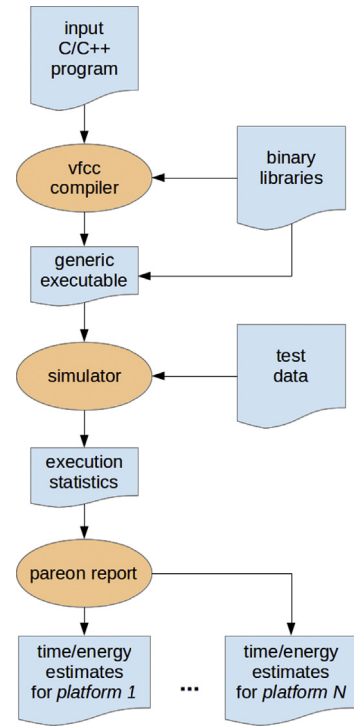 input
C/C++
program
vfcc
compiler
binary
libraries
generic
executable
simulator
test
data
execution
statistics
pareon report
time/energy
estimates
for platform 1
...
time/energy
estimates
for platform N